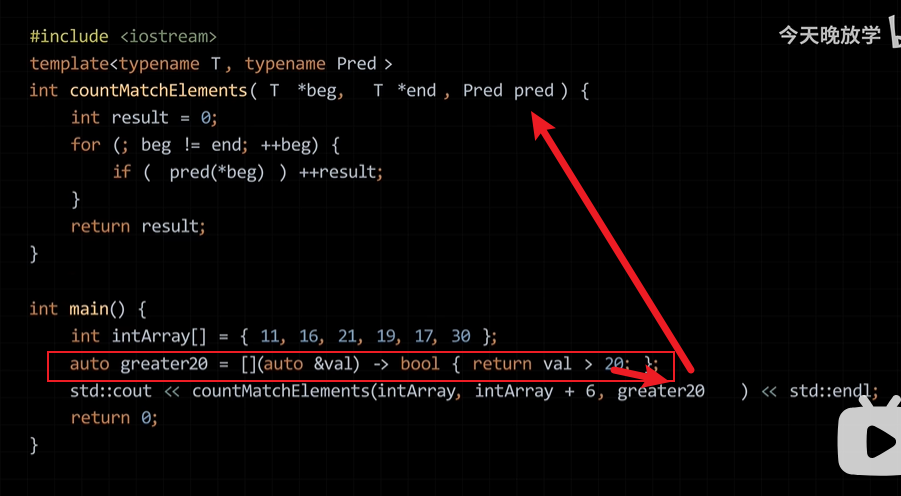 今天晚放学
#include <iostream>
template<typename T, typename Pred >
int countMatchElements( T *beg, T *end , Pred pred ) {
int result = 0;
for (; beg != end; ++beg) {
if ( pred(*beg) ) ++result;
}
return result;
}
int main() {
int intArray[] = { 11, 16, 21, 19, 17, 30 };
auto greater20 = [](auto &val) -> bool { return val > 20; };
std::cout << countMatchElements(intArray, intArray + 6, greater20 ) << std::endl;
return 0;
}